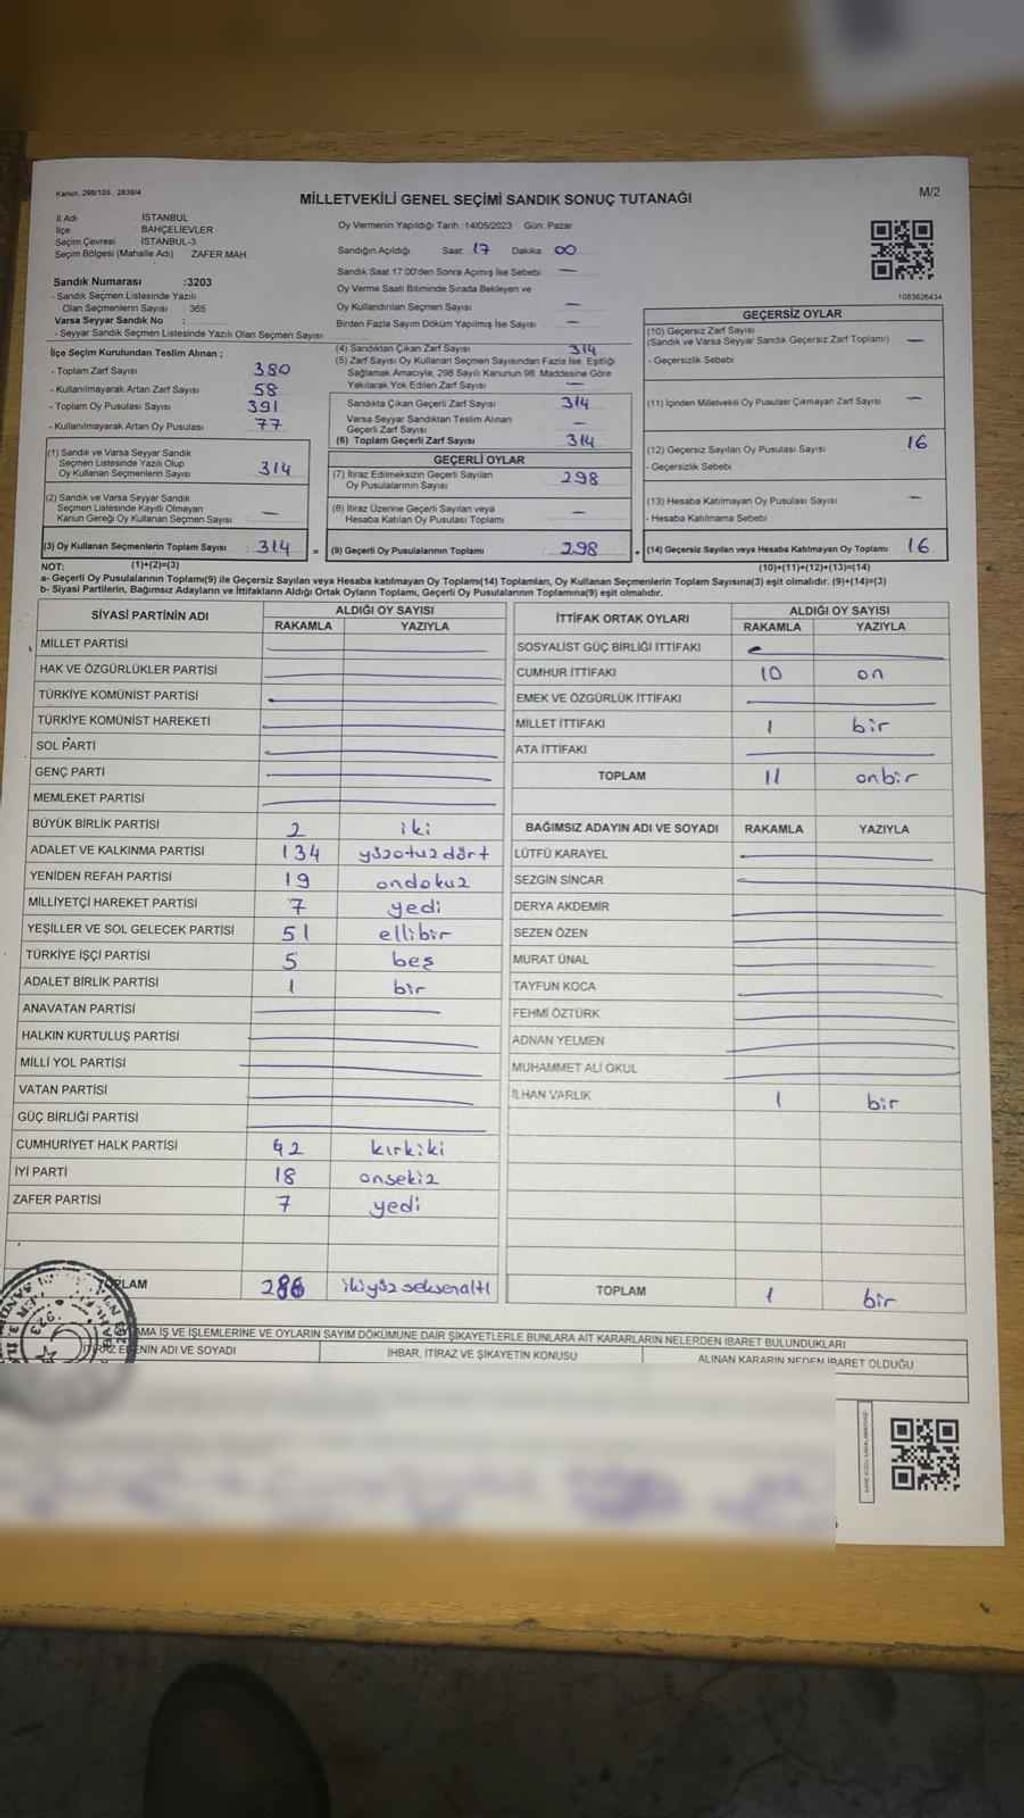 Kanun. 298/105, 2839/4
MİLLETVEKİLİ GENEL SEÇİMİ SANDIK SONUÇ TUTANAĞI
M/2
İl Adı İSTANBUL
İlçe BAHÇELİEVLER
Seçim Çevresi İSTANBUL-3
Seçim Bölgesi (Mahalle Adı) ZAFER MAH.
Sandık Numarası :3203
- Sandık Seçmen Listesinde Yazılı
Olan Seçmenlerin Sayısı : 365
Varsa Seyyar Sandık No :
- Seyyar Sandık Seçmen Listesinde Yazılı Olan Seçmen Sayısı
Oy Vermenin Yapıldığı Tarih: 14/05/2023 Gün: Pazar
Sandığın Açıldığı Saat: 17 Dakika 00
Sandık Saat 17:00'den Sonra Açılmış İse Sebebi —
Oy Verme Saati Bitiminde Sırada Bekleyen ve
Oy Kullandırılan Seçmen Sayısı —
Birden Fazla Sayım Döküm Yapılmış İse Sayısı —
1083626434
İlçe Seçim Kurulundan Teslim Alınan ;
- Toplam Zarf Sayısı 380
- Kullanılmayarak Artan Zarf Sayısı 58
- Toplam Oy Pusulası Sayısı 391
- Kullanılmayarak Artan Oy Pusulası 77
(1) Sandık ve Varsa Seyyar Sandık
Seçmen Listesinde Yazılı Olup
Oy Kullanan Seçmenlerin Sayısı 314
(2) Sandık ve Varsa Seyyar Sandık
Seçmen Listesinde Kayıtlı Olmayan
Kanun Gereği Oy Kullanan Seçmen Sayısı —
(3) Oy Kullanan Seçmenlerin Toplam Sayısı 314
(4) Sandıktan Çıkan Zarf Sayısı 314
(5) Zarf Sayısı Oy Kullanan Seçmen Sayısından Fazla İse, Eşitliği
Sağlamak Amacıyla, 298 Sayılı Kanunun 98. Maddesine Göre
Yakılarak Yok Edilen Zarf Sayısı —
Sandıkta Çıkan Geçerli Zarf Sayısı 314
Varsa Seyyar Sandıktan Teslim Alınan
Geçerli Zarf Sayısı —
(6) Toplam Geçerli Zarf Sayısı 314
GEÇERLİ OYLAR
(7) İtiraz Edilmeksizin Geçerli Sayılan
Oy Pusulalarının Sayısı 298
(8) İtiraz Üzerine Geçerli Sayılan veya
Hesaba Katılan Oy Pusulası Toplamı —
= (9) Geçerli Oy Pusulalarının Toplamı 298
GEÇERSİZ OYLAR
(10) Geçersiz Zarf Sayısı
(Sandık ve Varsa Seyyar Sandık Geçersiz Zarf Toplamı) —
- Geçersizlik Sebebi
(11) İçinden Milletvekili Oy Pusulası Çıkmayan Zarf Sayısı —
(12) Geçersiz Sayılan Oy Pusulası Sayısı 16
- Geçersizlik Sebebi
(13) Hesaba Katılmayan Oy Pusulası Sayısı —
- Hesaba Katılmama Sebebi
+ (14) Geçersiz Sayılan veya Hesaba Katılmayan Oy Toplamı 16
NOT: (1)+(2)=(3) (10)+(11)+(12)+(13)=(14)
a- Geçerli Oy Pusulalarının Toplamı(9) ile Geçersiz Sayılan veya Hesaba katılmayan Oy Toplamı(14) Toplamları, Oy Kullanan Seçmenlerin Toplam Sayısına(3) eşit olmalıdır. (9)+(14)=(3)
b- Siyasi Partilerin, Bağımsız Adayların ve İttifakların Aldığı Ortak Oyların Toplamı, Geçerli Oy Pusulalarının Toplamına(9) eşit olmalıdır.
SİYASİ PARTİNİN ADI ALDIĞI OY SAYISI
RAKAMLA YAZIYLA
MİLLET PARTİSİ
HAK VE ÖZGÜRLÜKLER PARTİSİ
TÜRKİYE KOMÜNİST PARTİSİ
TÜRKİYE KOMÜNİST HAREKETİ
SOL PARTİ
GENÇ PARTİ
MEMLEKET PARTİSİ
BÜYÜK BİRLİK PARTİSİ 2 iki
ADALET VE KALKINMA PARTİSİ 134 yüzotuzdört
YENİDEN REFAH PARTİSİ 19 ondokuz
MİLLİYETÇİ HAREKET PARTİSİ 7 yedi
YEŞİLLER VE SOL GELECEK PARTİSİ 51 ellibir
TÜRKİYE İŞÇİ PARTİSİ 5 beş
ADALET BİRLİK PARTİSİ 1 bir
ANAVATAN PARTİSİ
HALKIN KURTULUŞ PARTİSİ
MİLLİ YOL PARTİSİ
VATAN PARTİSİ
GÜÇ BİRLİĞİ PARTİSİ
CUMHURİYET HALK PARTİSİ 42 kırkiki
İYİ PARTİ 18 onsekiz
ZAFER PARTİSİ 7 yedi
TOPLAM 286 ikiyüzseksenaltı
İTTİFAK ORTAK OYLARI ALDIĞI OY SAYISI
RAKAMLA YAZIYLA
SOSYALİST GÜÇ BİRLİĞİ İTTİFAKI
CUMHUR İTTİFAKI 10 on
EMEK VE ÖZGÜRLÜK İTTİFAKI
MİLLET İTTİFAKI 1 bir
ATA İTTİFAKI
TOPLAM 11 onbir
BAĞIMSIZ ADAYIN ADI VE SOYADI RAKAMLA YAZIYLA
LÜTFÜ KARAYEL
SEZGİN SİNCAR
DERYA AKDEMİR
SEZEN ÖZEN
MURAT ÜNAL
TAYFUN KOCA
FEHMİ ÖZTÜRK
ADNAN YELMEN
MUHAMMET ALİ OKUL
İLHAN VARLIK 1 bir
TOPLAM 1 bir
AMA İŞ VE İŞLEMLERİNE VE OYLARIN SAYIM DÖKÜMÜNE DAİR ŞİKAYETLERLE BUNLARA AİT KARARLARIN NELERDEN İBARET BULUNDUKLARI
İTİRAZ EDENİN ADI VE SOYADI İHBAR, İTİRAZ VE ŞİKAYETİN KONUSU ALINAN KARARIN NEDEN İBARET OLDUĞU